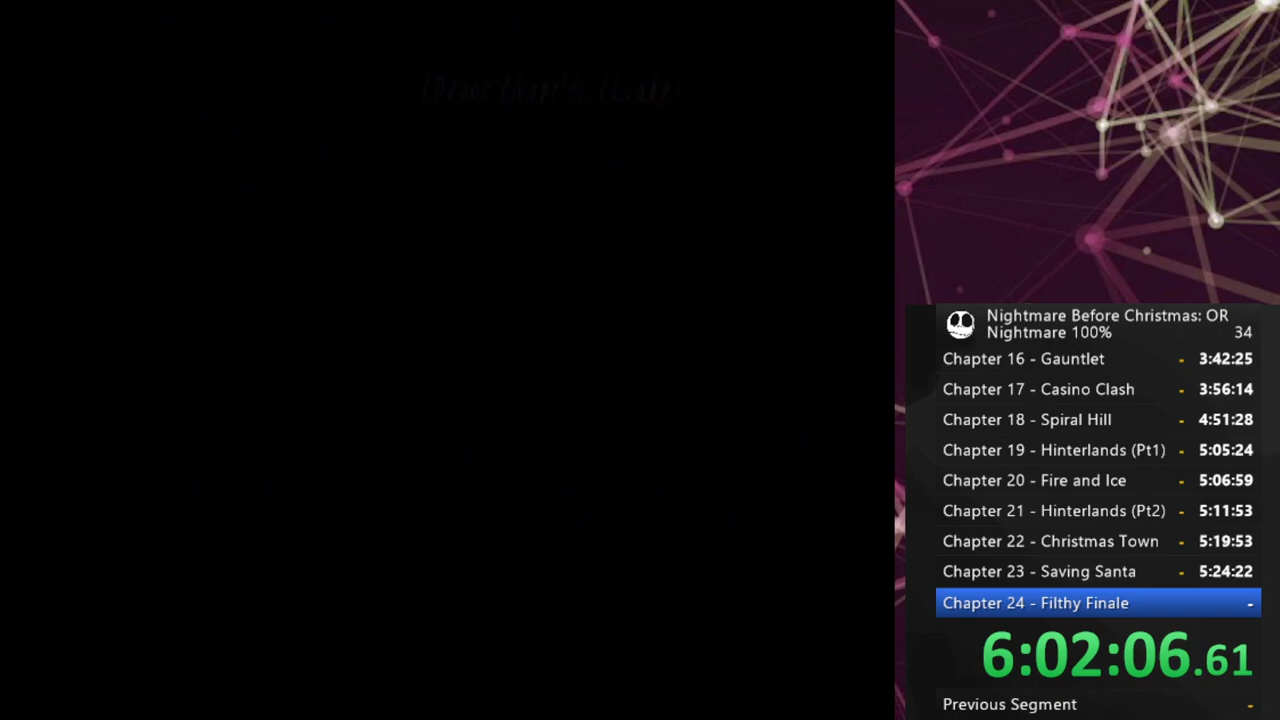 Nightmare Before Christmas: OR
Nightmare 100% 34
Chapter 16 - Gauntlet - 3:42:25
Chapter 17 - Casino Clash - 3:56:14
Chapter 18 - Spiral Hill - 4:51:28
Chapter 19 - Hinterlands (Pt1) - 5:05:24
Chapter 20 - Fire and Ice - 5:06:59
Chapter 21 - Hinterlands (Pt2) - 5:11:53
Chapter 22 - Christmas Town - 5:19:53
Chapter 23 - Saving Santa - 5:24:22
Chapter 24 - Filthy Finale -
6:02:06.61
Previous Segment -